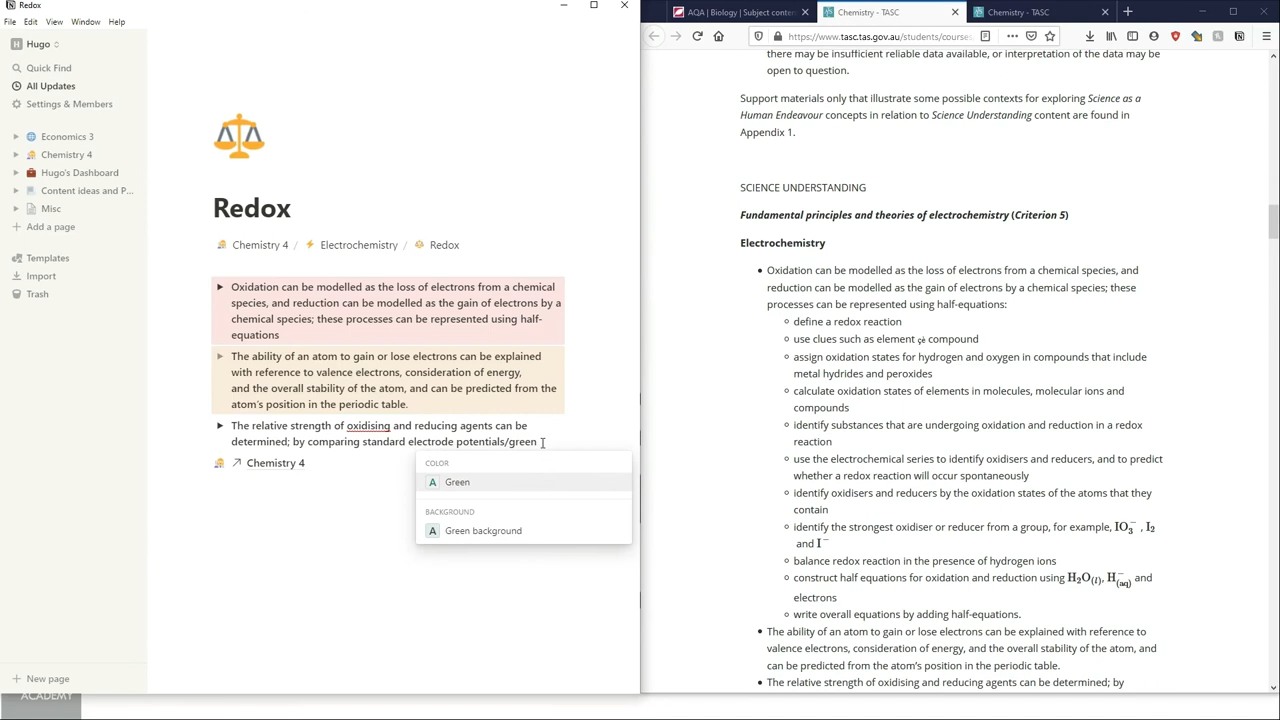 Redox
File Edit View Window Help
Hugo
Quick Find
All Updates
Settings & Members
Economics 3
Chemistry 4
Hugo's Dashboard
Content ideas and P...
Misc
Add a page
Templates
Import
Trash
New page
ACADEMY
Redox
Chemistry 4 / Electrochemistry / Redox
Oxidation can be modelled as the loss of electrons from a chemical
species, and reduction can be modelled as the gain of electrons by a
chemical species; these processes can be represented using half-
equations
The ability of an atom to gain or lose electrons can be explained
with reference to valence electrons, consideration of energy,
and the overall stability of the atom, and can be predicted from the
atom's position in the periodic table.
The relative strength of oxidising and reducing agents can be
determined; by comparing standard electrode potentials/green
Chemistry 4
COLOR
A Green
BACKGROUND
A Green background
AQA | Biology | Subject conten
Chemistry - TASC
Chemistry - TASC
https://www.tasc.tas.gov.au/students/course
there may be insufficient reliable data available, or interpretation of the data may be
open to question.
Support materials only that illustrate some possible contexts for exploring Science as a
Human Endeavour concepts in relation to Science Understanding content are found in
Appendix 1.
SCIENCE UNDERSTANDING
Fundamental principles and theories of electrochemistry (Criterion 5)
Electrochemistry
Oxidation can be modelled as the loss of electrons from a chemical species, and
reduction can be modelled as the gain of electrons by a chemical species; these
processes can be represented using half-equations:
define a redox reaction
use clues such as element çè compound
assign oxidation states for hydrogen and oxygen in compounds that include
metal hydrides and peroxides
calculate oxidation states of elements in molecules, molecular ions and
compounds
identify substances that are undergoing oxidation and reduction in a redox
reaction
use the electrochemical series to identify oxidisers and reducers, and to predict
whether a redox reaction will occur spontaneously
identify oxidisers and reducers by the oxidation states of the atoms that they
contain
identify the strongest oxidiser or reducer from a group, for example, IO₃⁻ , I₂
and I⁻
balance redox reaction in the presence of hydrogen ions
construct half equations for oxidation and reduction using H₂O(l), H⁻(aq) and
electrons
write overall equations by adding half-equations.
The ability of an atom to gain or lose electrons can be explained with reference to
valence electrons, consideration of energy, and the overall stability of the atom, and
can be predicted from the atom's position in the periodic table.
The relative strength of oxidising and reducing agents can be determined; by